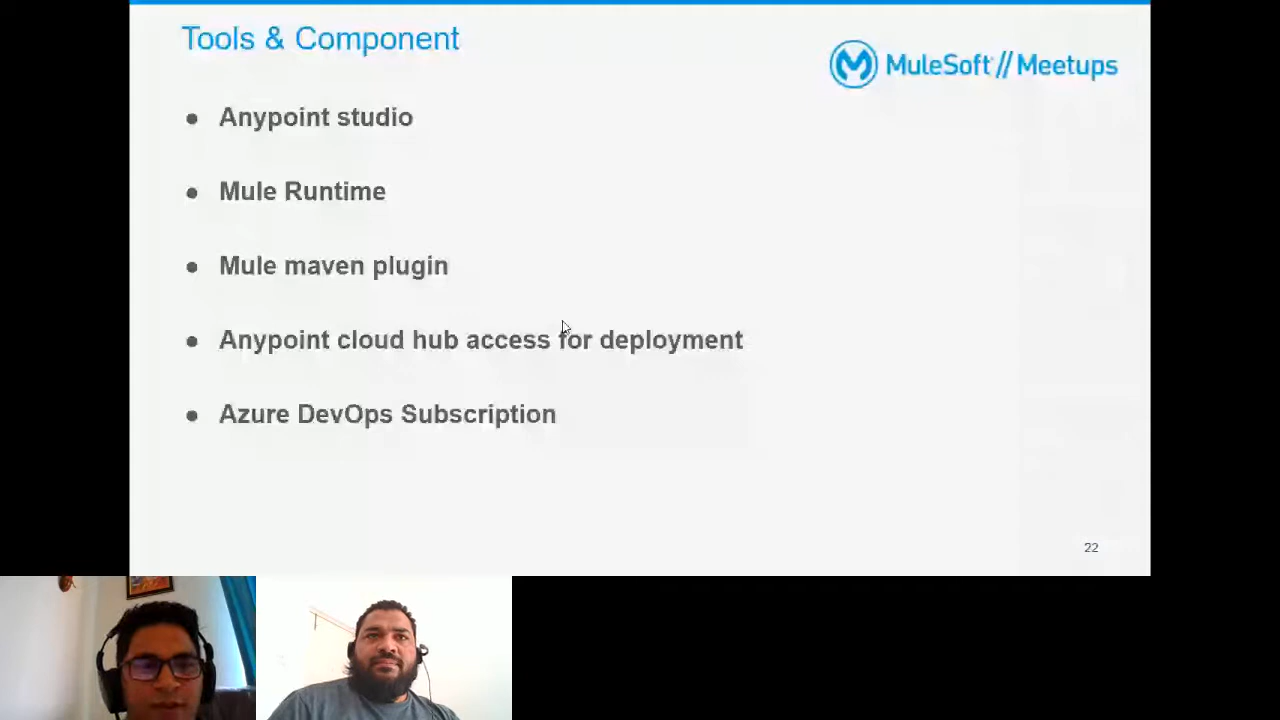 Tools & Component
MuleSoft // Meetups
● Anypoint studio
● Mule Runtime
● Mule maven plugin
● Anypoint cloud hub access for deployment
● Azure DevOps Subscription
22